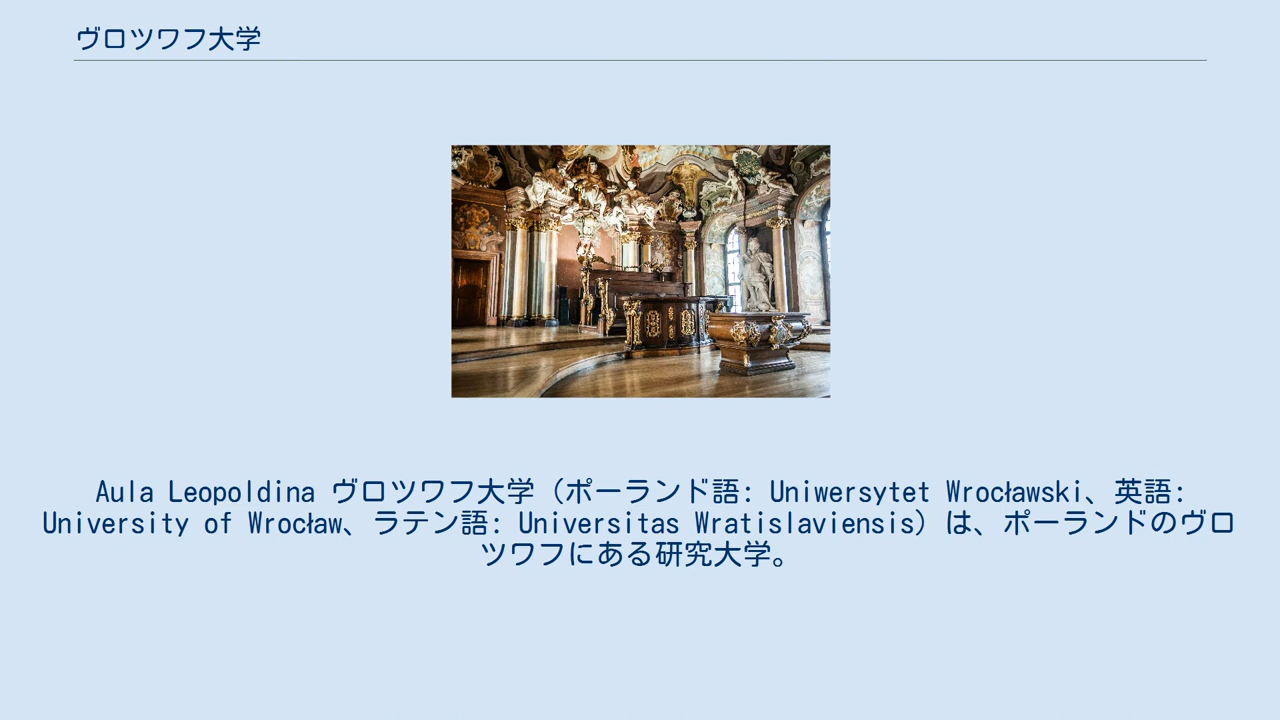 ヴロツワフ大学
Aula Leopoldina ヴロツワフ大学（ポーランド語: Uniwersytet Wrocławski、英語:
University of Wrocław、ラテン語: Universitas Wratislaviensis）は、ポーランドのヴロ
ツワフにある研究大学。